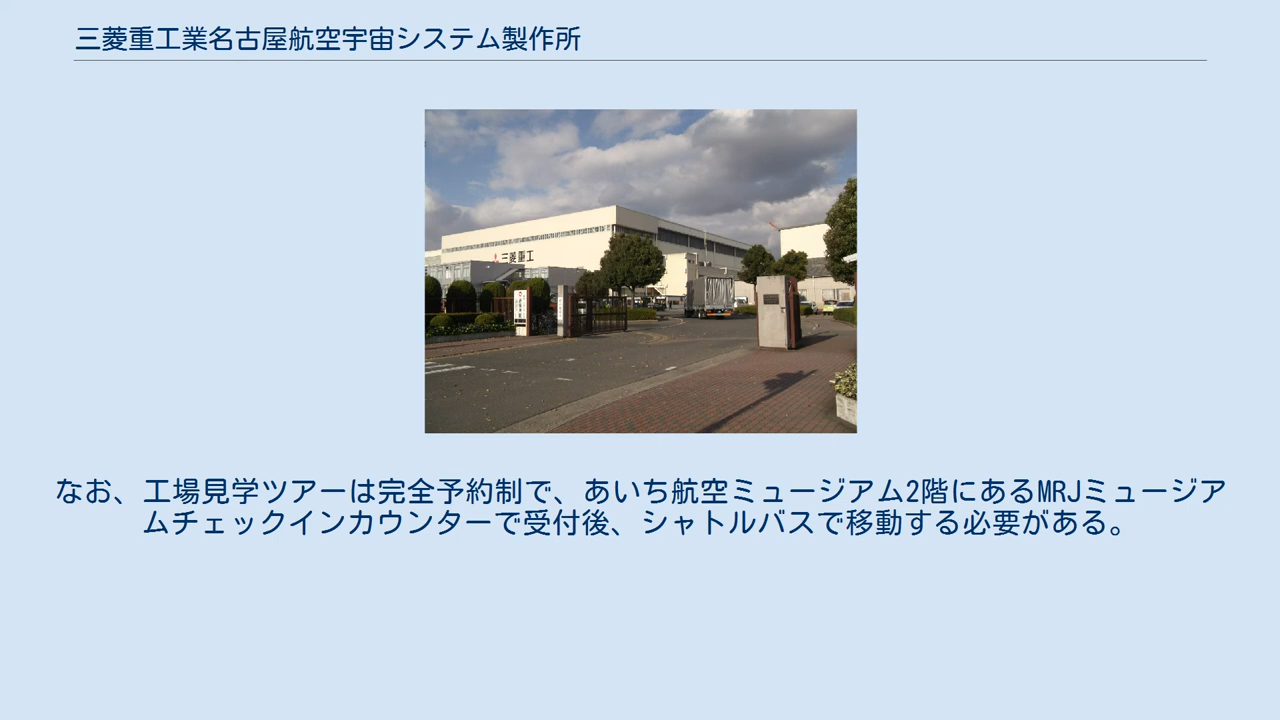 三菱重工業名古屋航空宇宙システム製作所
三菱重工
なお、工場見学ツアーは完全予約制で、あいち航空ミュージアム2階にあるMRJミュージア
ムチェックインカウンターで受付後、シャトルバスで移動する必要がある。